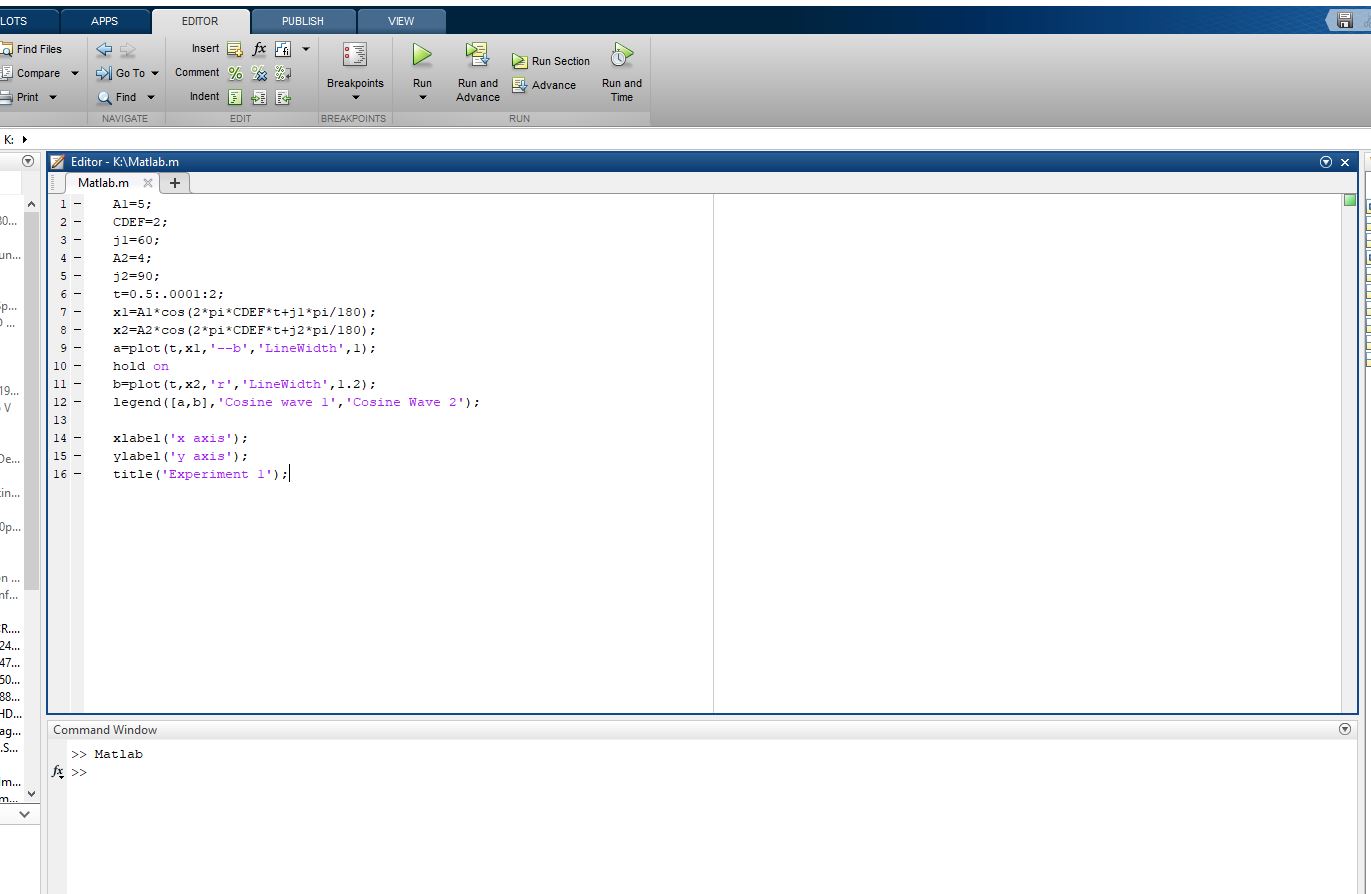 LOTS APPS EDITOR PUBLISH VIEW
Find Files
Compare
Print
Go To
Find
NAVIGATE
Insert fx
Comment
Indent
EDIT
Breakpoints
BREAKPOINTS
Run
Run and
Advance
Run Section
Advance
Run and
Time
RUN
K:
Editor - K:\Matlab.m
Matlab.m
1 A1=5;
2 CDEF=2;
3 j1=60;
4 A2=4;
5 j2=90;
6 t=0.5:.0001:2;
7 x1=A1*cos(2*pi*CDEF*t+j1*pi/180);
8 x2=A2*cos(2*pi*CDEF*t+j2*pi/180);
9 a=plot(t,x1,'--b','LineWidth',1);
10 hold on
11 b=plot(t,x2,'r','LineWidth',1.2);
12 legend([a,b],'Cosine wave 1','Cosine Wave 2');
13
14 xlabel('x axis');
15 ylabel('y axis');
16 title('Experiment 1');
30...
un...
Sp...
19...
V
De...
tin...
0p...
on ...
nf...
CR....
24...
47...
50...
88...
HD...
ag...
.S...
m...
m...
Command Window
>> Matlab
fx >>